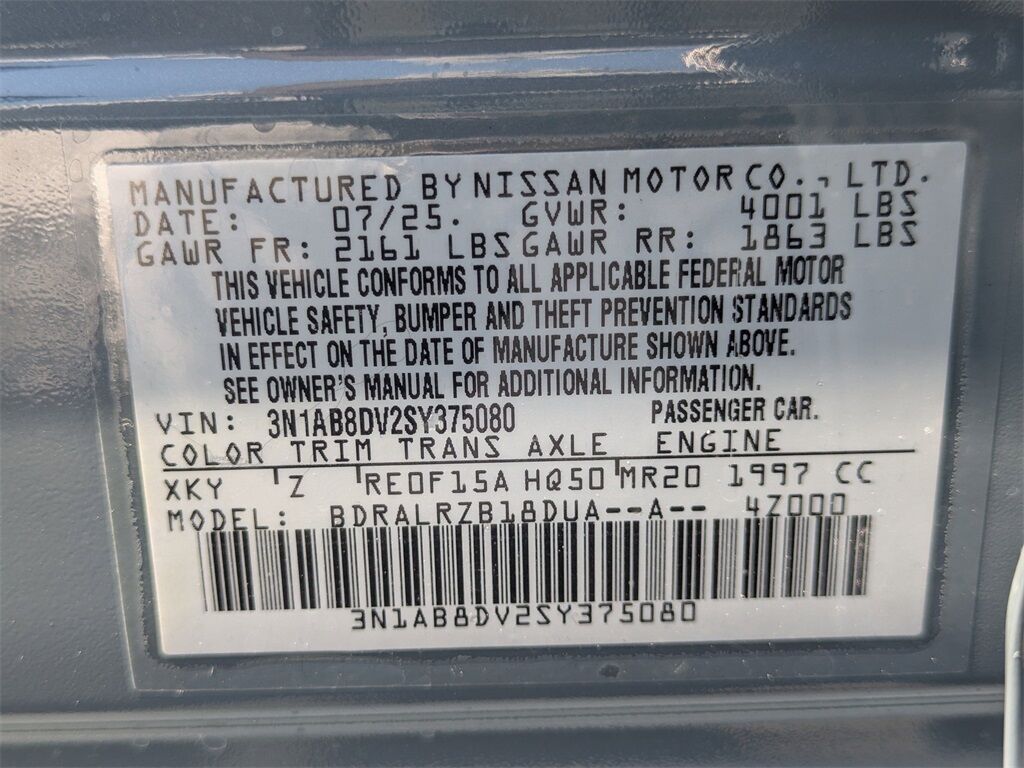 MANUFACTURED BY NISSAN MOTOR CO., LTD.
DATE: 07/25. GVWR: 4001 LBS
GAWR FR: 2161 LBS GAWR RR: 1863 LBS
THIS VEHICLE CONFORMS TO ALL APPLICABLE FEDERAL MOTOR
VEHICLE SAFETY, BUMPER AND THEFT PREVENTION STANDARDS
IN EFFECT ON THE DATE OF MANUFACTURE SHOWN ABOVE.
SEE OWNER'S MANUAL FOR ADDITIONAL INFORMATION.
VIN: 3N1AB8DV2SY375080 PASSENGER CAR.
COLOR TRIM TRANS AXLE ENGINE
XKY Z RE0F15A HQ50 MR20 1997 CC
MODEL: BDRALRZB18DUA--A-- 4Z000
3N1AB8DV2SY375080